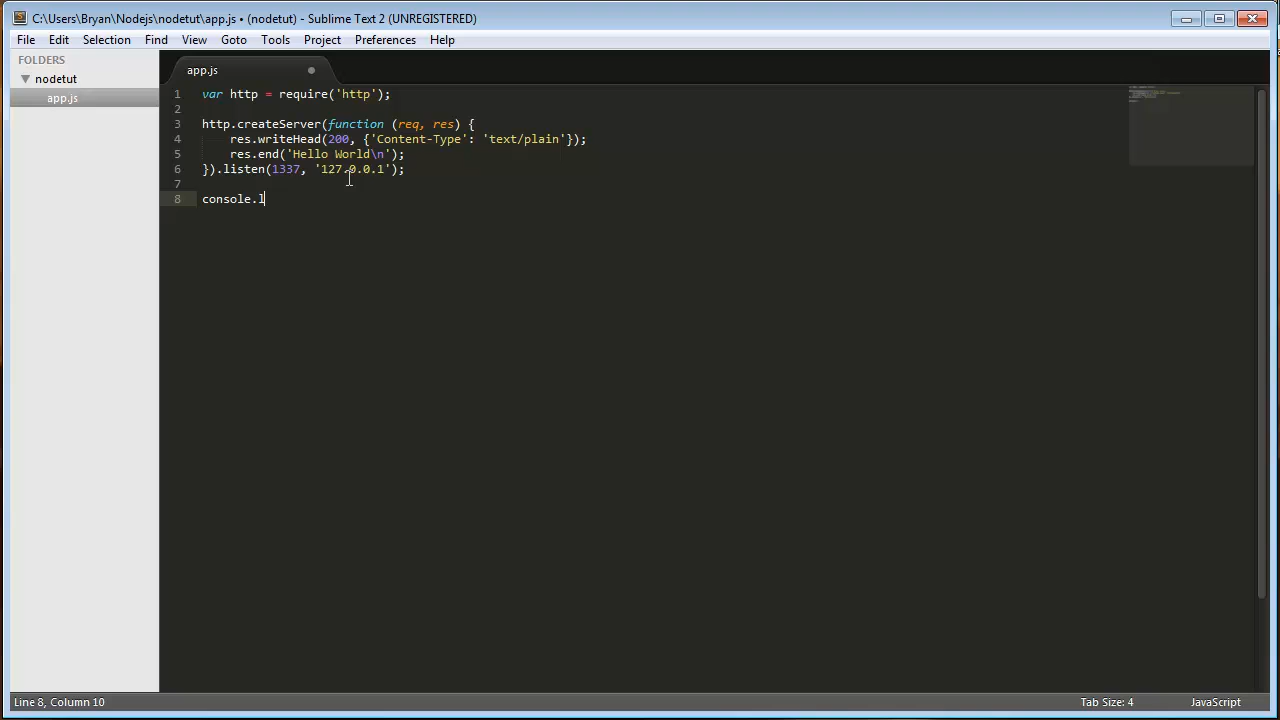 C:\Users\Bryan\Nodejs\nodetut\app.js • (nodetut) - Sublime Text 2 (UNREGISTERED)
File Edit Selection Find View Goto Tools Project Preferences Help
FOLDERS
nodetut
app.js
app.js
1 var http = require('http');
2
3 http.createServer(function (req, res) {
4     res.writeHead(200, {'Content-Type': 'text/plain'});
5     res.end('Hello World\n');
6 }).listen(1337, '127.0.0.1');
7
8 console.l
Line 8, Column 10
Tab Size: 4
JavaScript